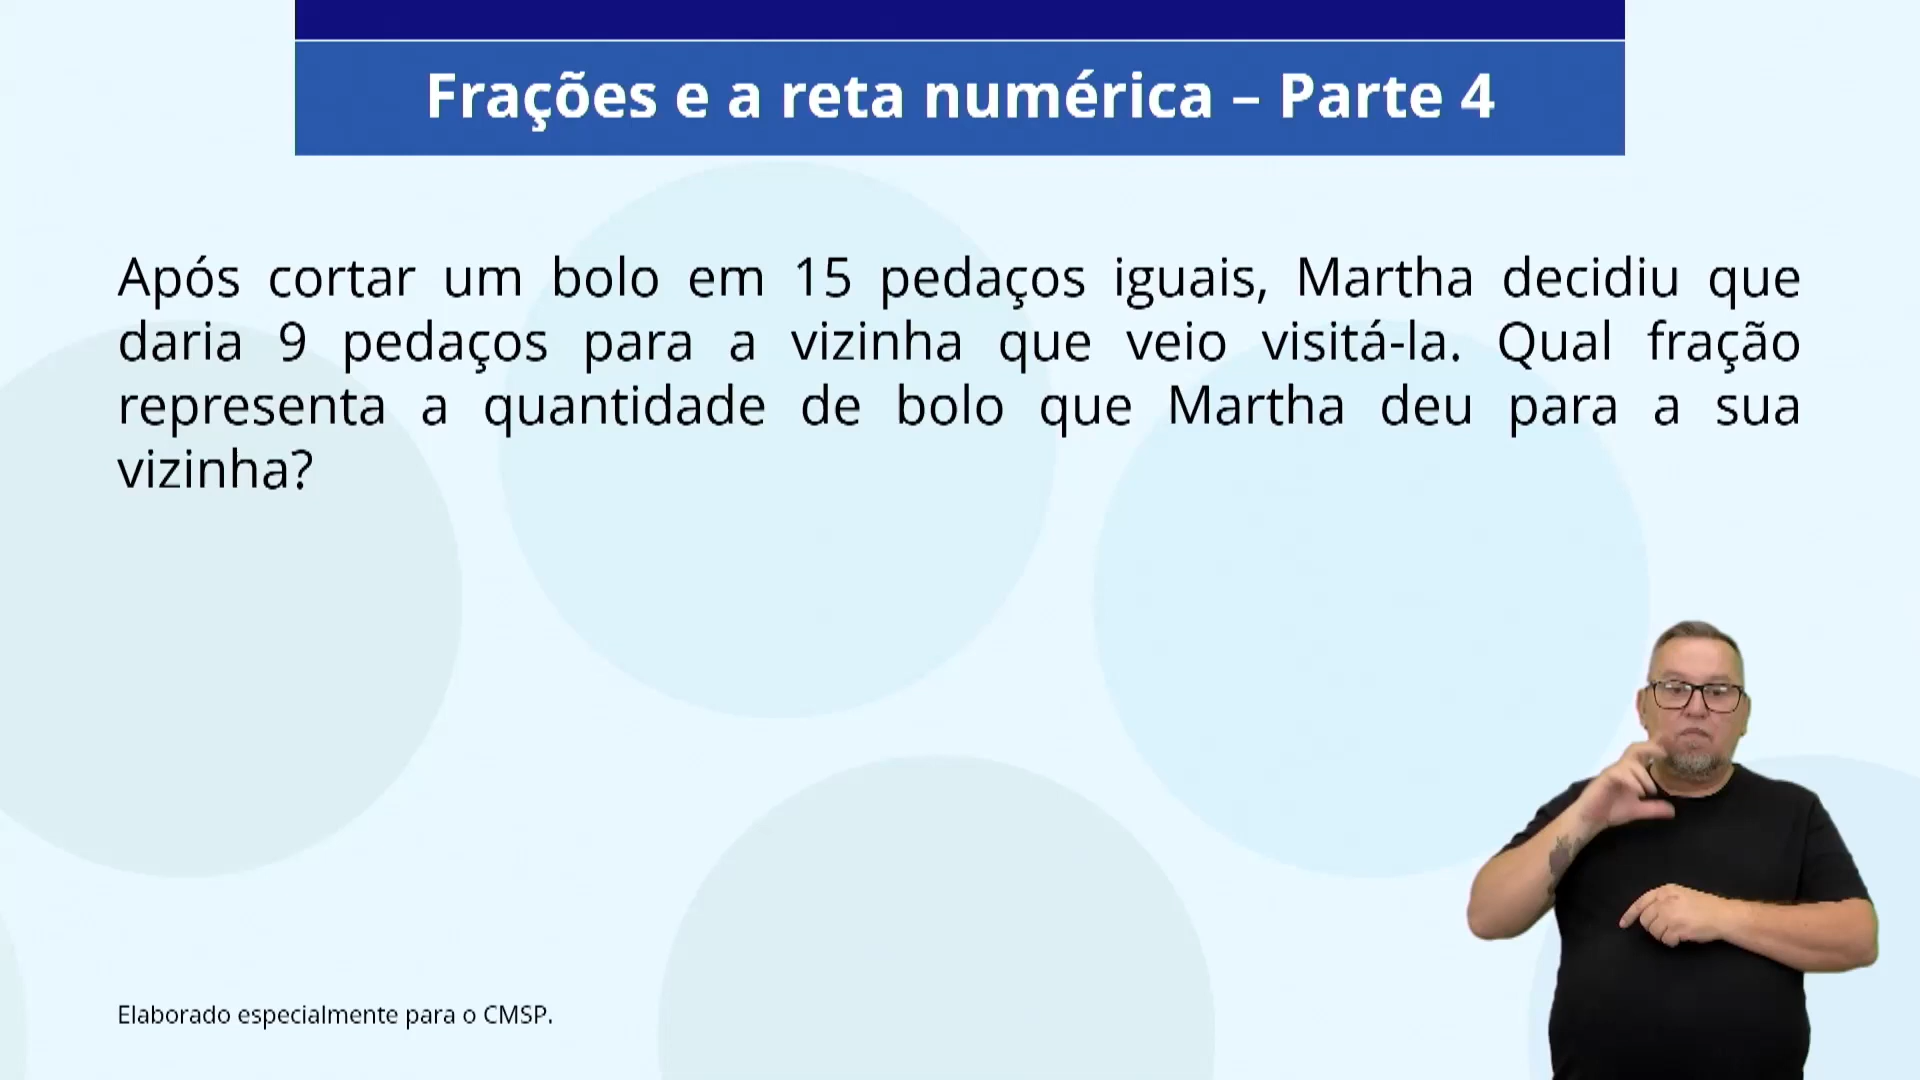 Frações e a reta numérica – Parte 4
Após cortar um bolo em 15 pedaços iguais, Martha decidiu que
daria 9 pedaços para a vizinha que veio visitá-la. Qual fração
representa a quantidade de bolo que Martha deu para a sua
vizinha?
Elaborado especialmente para o CMSP.